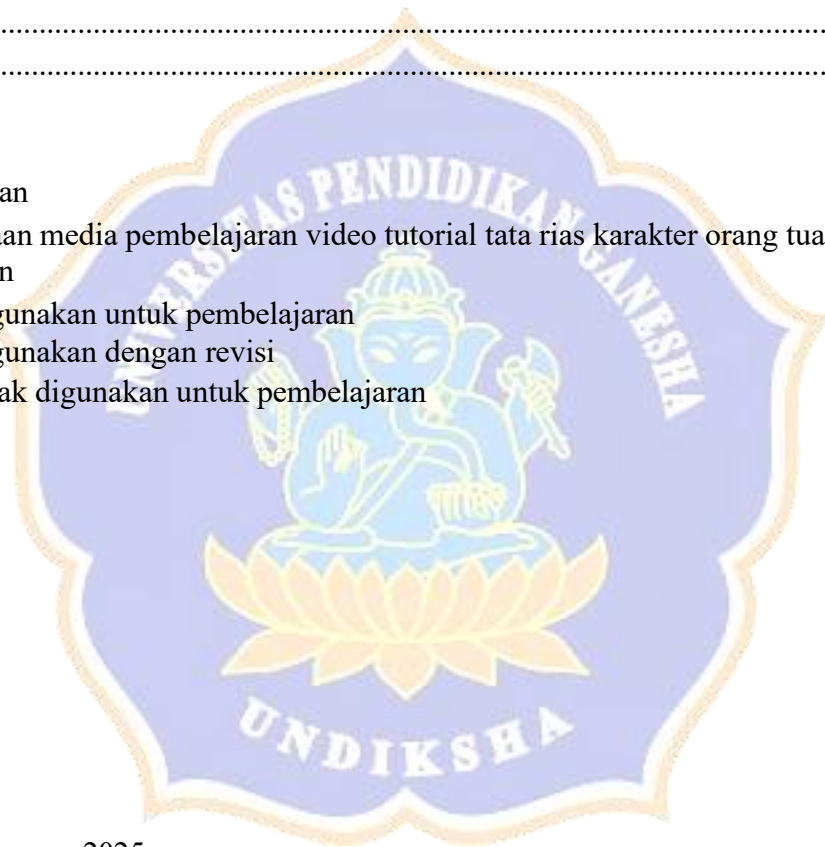 ................................................................................................
................................................................................................
an
an media pembelajaran video tutorial tata rias karakter orang tua
n
gunakan untuk pembelajaran
gunakan dengan revisi
ak digunakan untuk pembelajaran
UNIVERSITAS PENDIDIKAN GANESHA
UNDIKSHA
2025